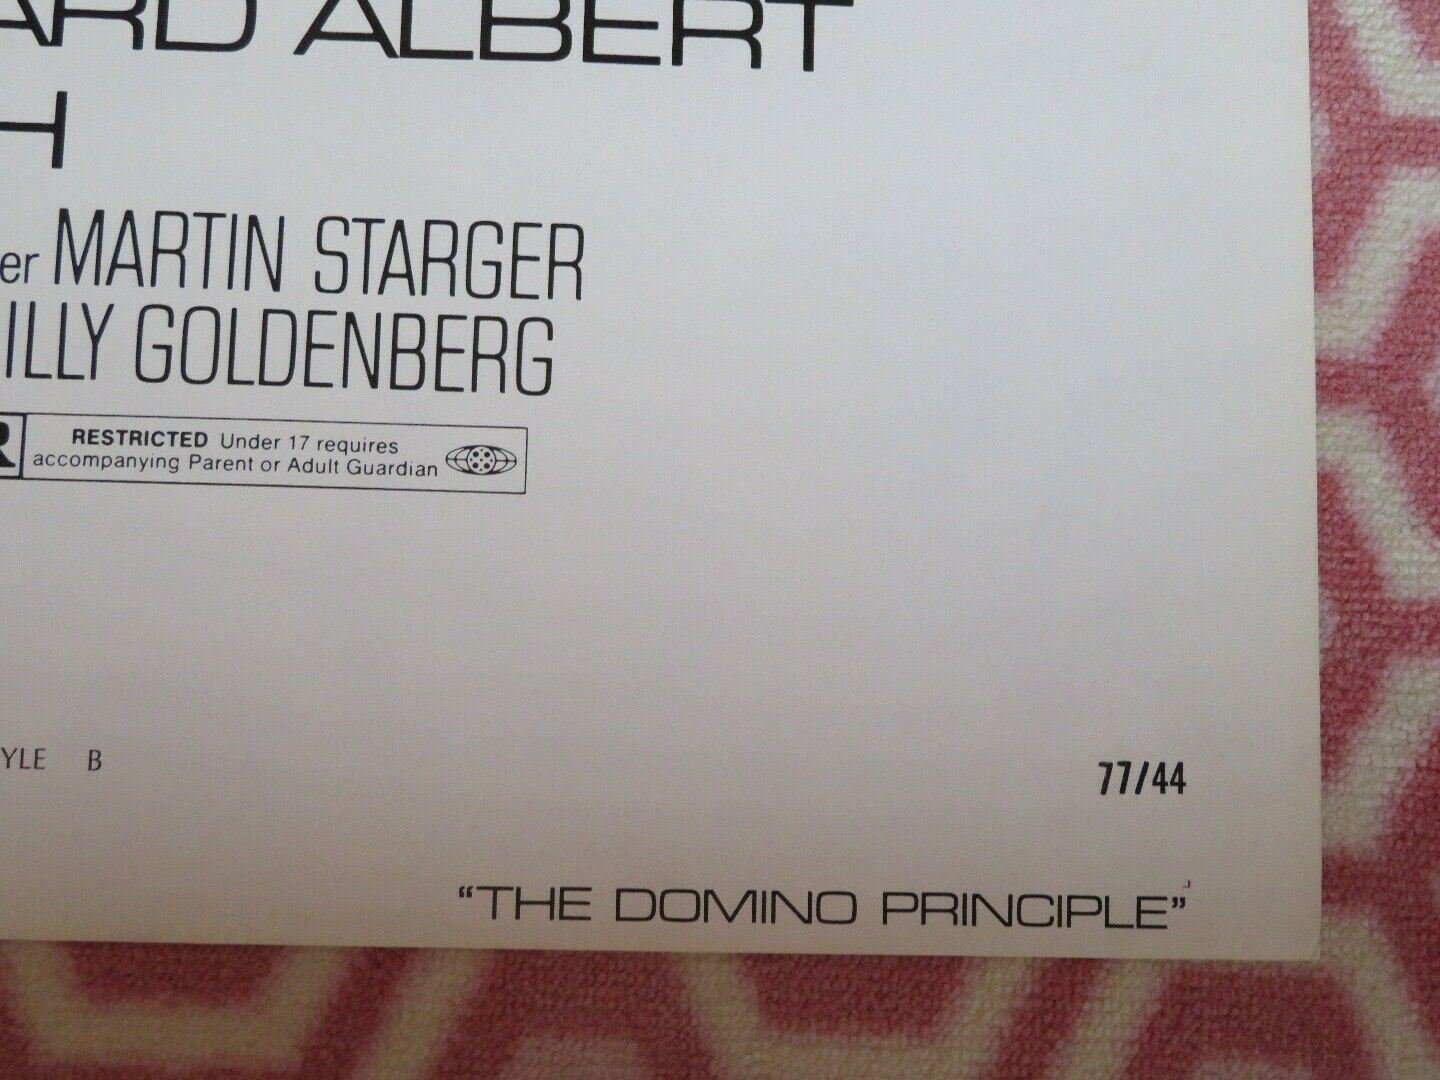 ARD ALBERT
H
er MARTIN STARGER
ILLY GOLDENBERG
R RESTRICTED Under 17 requires
accompanying Parent or Adult Guardian
YLE B
77/44
“THE DOMINO PRINCIPLE”